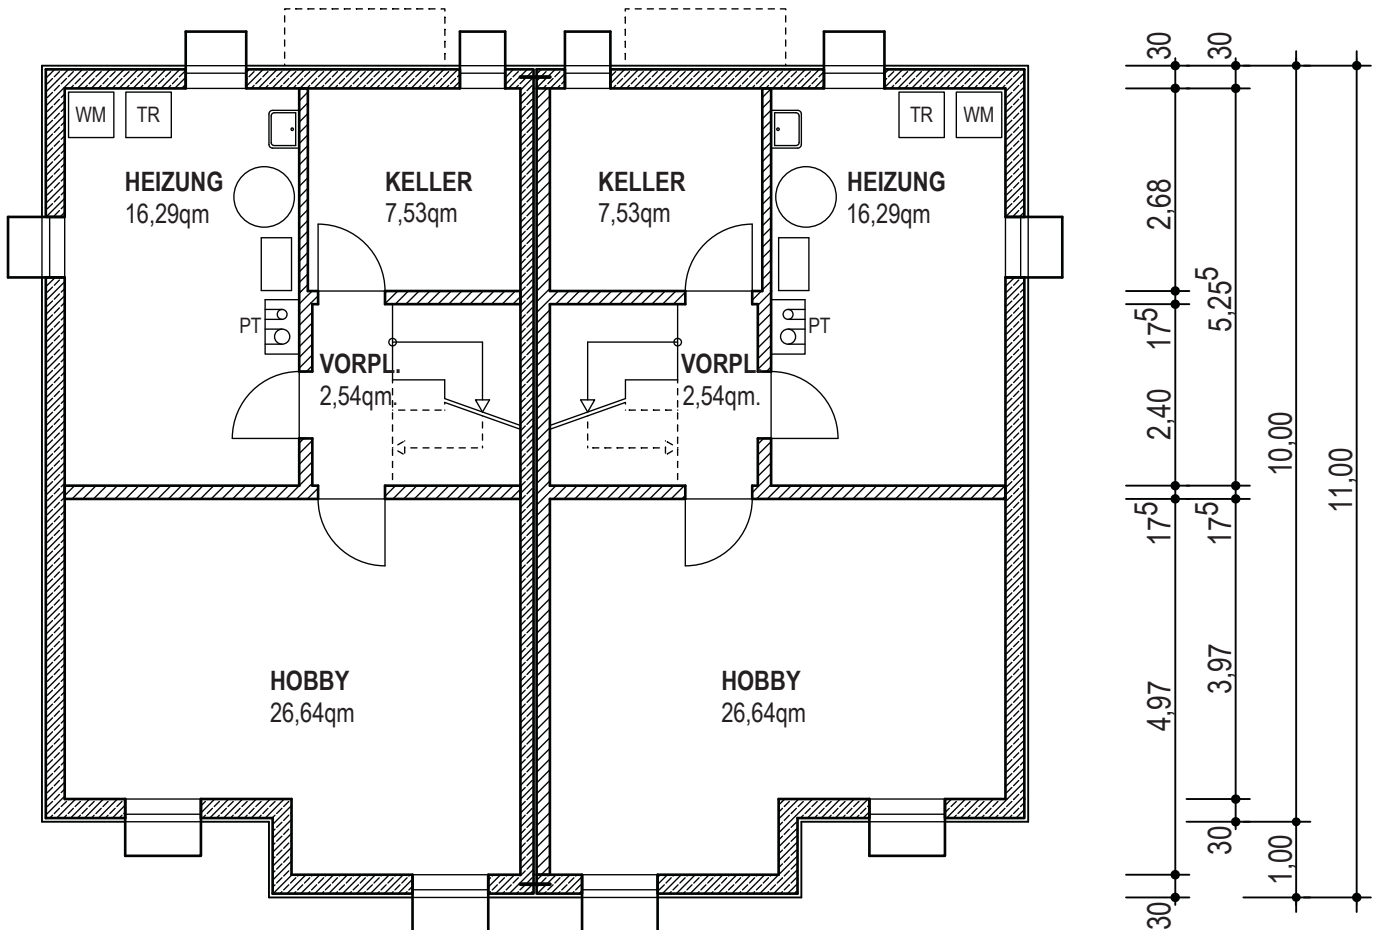 30
30
WM
TR
TR
WM
HEIZUNG
16,29qm
KELLER
7,53qm
KELLER
7,53qm
HEIZUNG
16,29qm
2,68
5,25⁵
17⁵
PT
PT
VORPL.
2,54qm.
VORPL.
2,54qm.
2,40
10,00
11,00
17⁵
17⁵
HOBBY
26,64qm
HOBBY
26,64qm
4,97
3,97
30
1,00
30